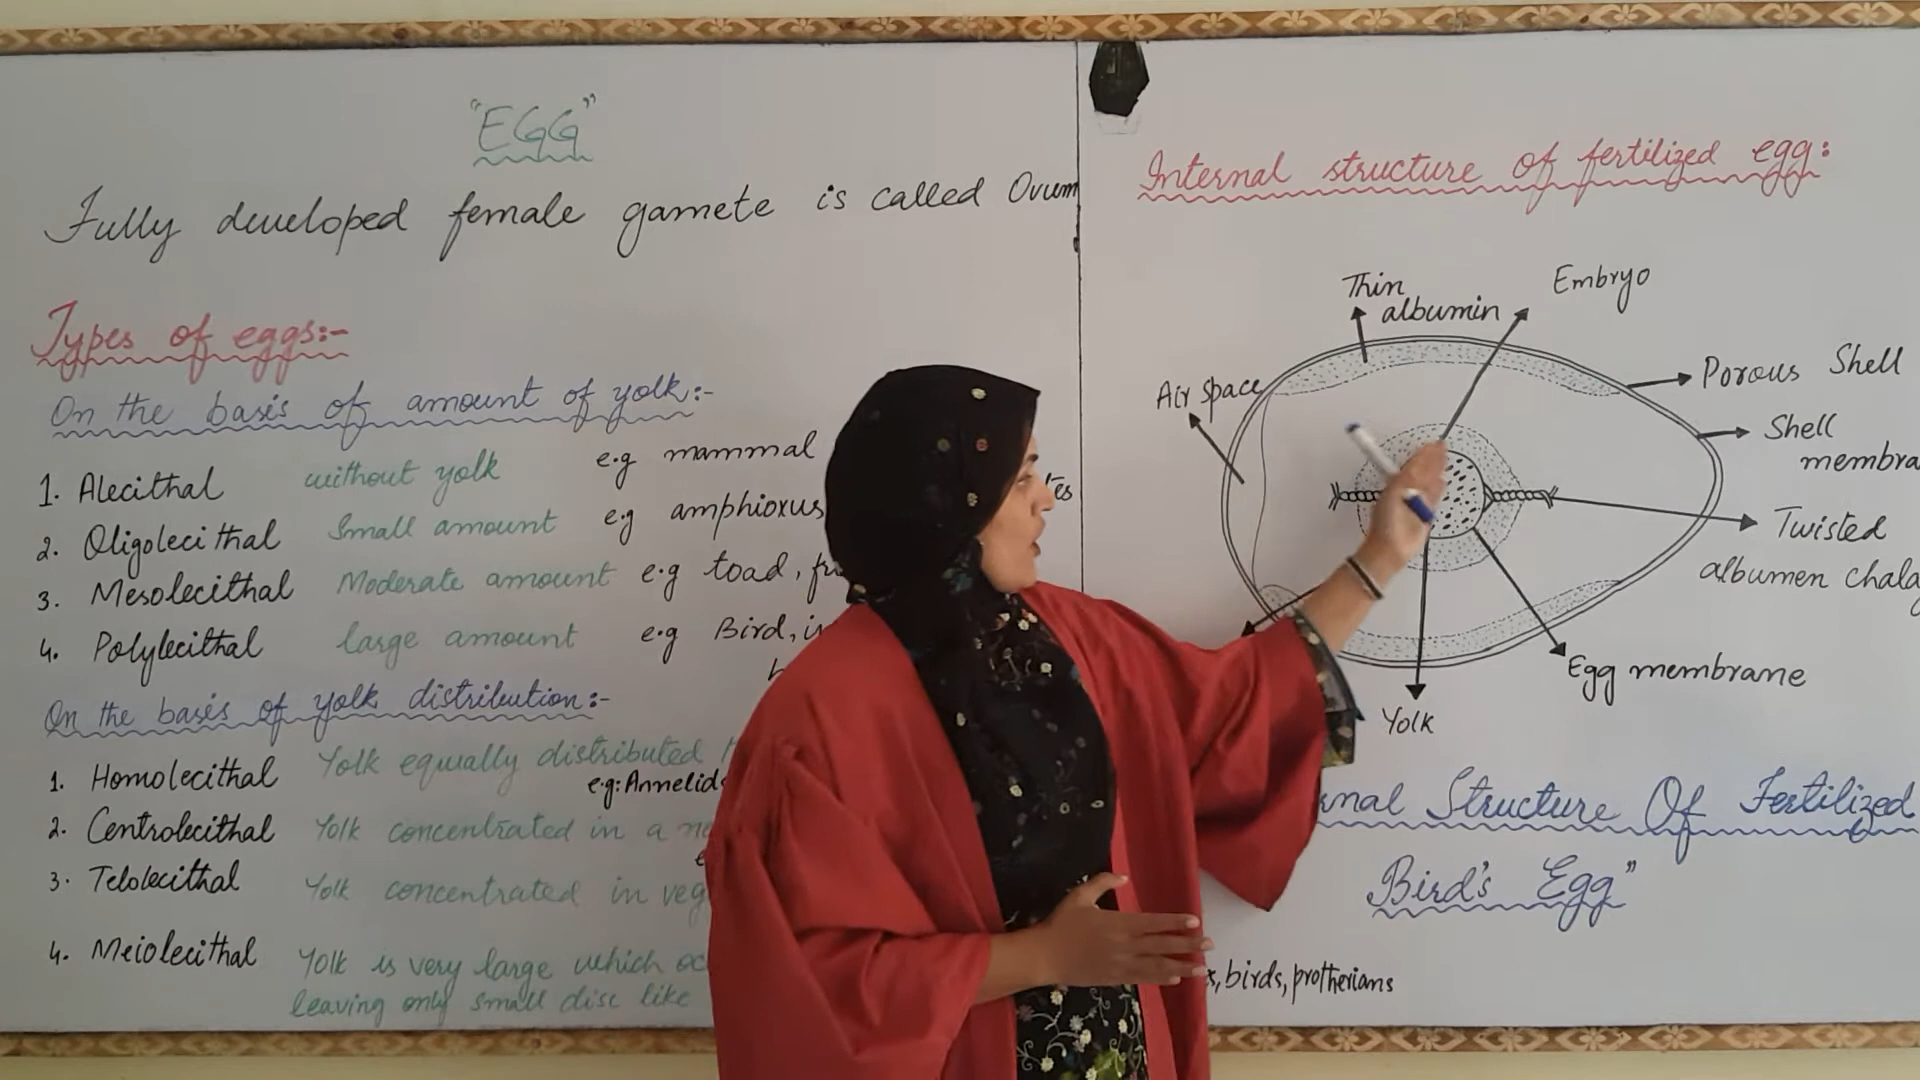 "EGG"
Fully developed female gamete is called Ovum
Types of eggs:-
On the basis of amount of yolk:-
1. Alecithal without yolk e.g mammal
2. Oligolecithal Small amount e.g amphioxus,
3. Mesolecithal Moderate amount e.g toad,
4. Polylecithal large amount e.g Bird,
On the basis of yolk distribution:-
1. Homolecithal Yolk equally distributed
e.g: Annelids
2. Centrolecithal Yolk concentrated in a
3. Telolecithal Yolk concentrated in
4. Meiolecithal Yolk is very large which
leaving only small disc like
Internal structure of fertilized egg:
Thin
albumin
Embryo
Air space
Porous Shell
Shell
membra
Twisted
albumen chala
Egg membrane
Yolk
Structure Of Fertilized
Bird's Egg"
, birds, protherians